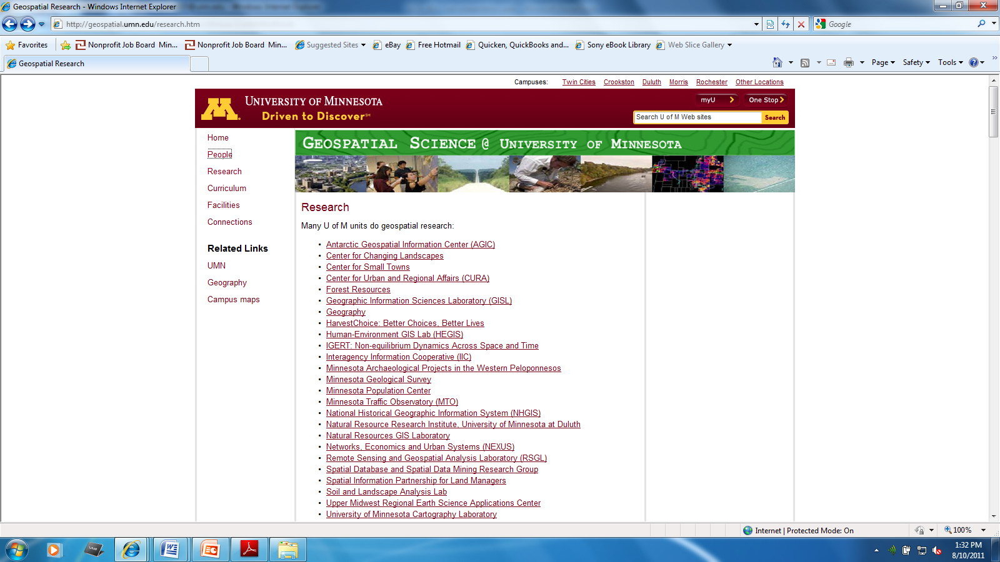 Geospatial Research - Windows Internet Explorer
http://geospatial.umn.edu/research.htm
Google
Favorites
Nonprofit Job Board Min...
Nonprofit Job Board Min...
Suggested Sites
eBay
Free Hotmail
Quicken, QuickBooks and...
Sony eBook Library
Web Slice Gallery
Geospatial Research
Page
Safety
Tools
Campuses: Twin Cities Crookston Duluth Morris Rochester Other Locations
M
UNIVERSITY OF MINNESOTA
Driven to Discover℠
myU
One Stop
Search U of M Web sites
Search
Home
People
Research
Curriculum
Facilities
Connections
Related Links
UMN
Geography
Campus maps
GEOSPATIAL SCIENCE @ UNIVERSITY OF MINNESOTA
Research
Many U of M units do geospatial research:
• Antarctic Geospatial Information Center (AGIC)
• Center for Changing Landscapes
• Center for Small Towns
• Center for Urban and Regional Affairs (CURA)
• Forest Resources
• Geographic Information Sciences Laboratory (GISL)
• Geography
• HarvestChoice: Better Choices, Better Lives
• Human-Environment GIS Lab (HEGIS)
• IGERT: Non-equilibrium Dynamics Across Space and Time
• Interagency Information Cooperative (IIC)
• Minnesota Archaeological Projects in the Western Peloponnesos
• Minnesota Geological Survey
• Minnesota Population Center
• Minnesota Traffic Observatory (MTO)
• National Historical Geographic Information System (NHGIS)
• Natural Resource Research Institute, University of Minnesota at Duluth
• Natural Resources GIS Laboratory
• Networks, Economics and Urban Systems (NEXUS)
• Remote Sensing and Geospatial Analysis Laboratory (RSGL)
• Spatial Database and Spatial Data Mining Research Group
• Spatial Information Partnership for Land Managers
• Soil and Landscape Analysis Lab
• Upper Midwest Regional Earth Science Applications Center
• University of Minnesota Cartography Laboratory
Internet | Protected Mode: On
100%
VAIO
1:32 PM
8/10/2011